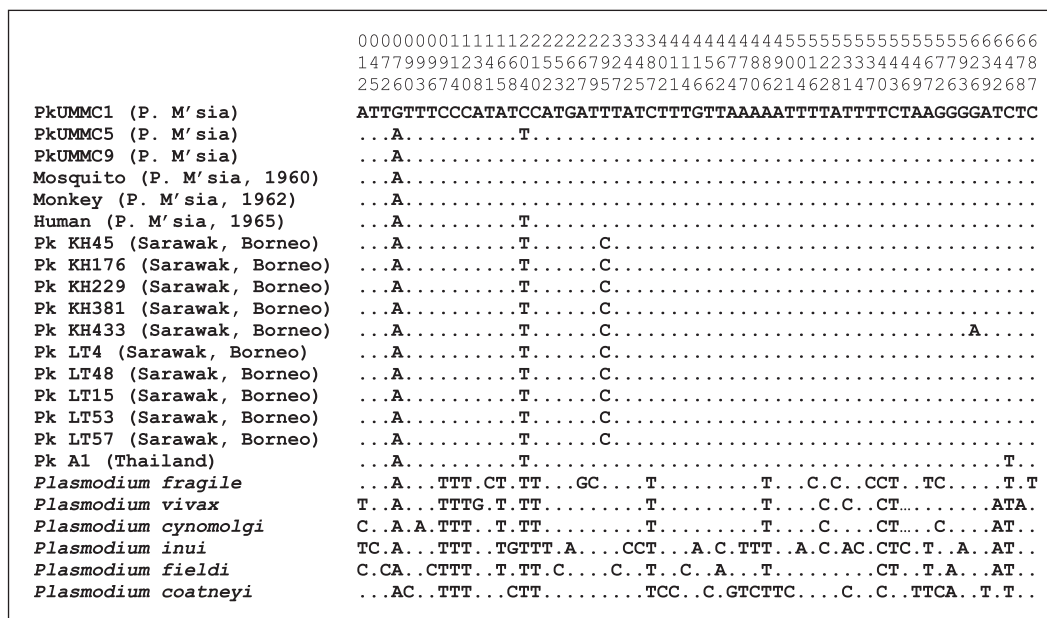 PkUMMC1 (P. M'sia) ATTGTTTCCCATATCCATGATTTATCTTTGTTAAAAATTTTATTTTCTAAGGGGATCTC
PkUMMC5 (P. M'sia) ...A..........T............................................
PkUMMC9 (P. M'sia) ...A.......................................................
Mosquito (P. M'sia, 1960) ...A.......................................................
Monkey (P. M'sia, 1962) ...A.......................................................
Human (P. M'sia, 1965) ...A..........T............................................
Pk KH45 (Sarawak, Borneo) ...A..........T......C.....................................
Pk KH176 (Sarawak, Borneo) ...A..........T......C.....................................
Pk KH229 (Sarawak, Borneo) ...A..........T......C.....................................
Pk KH381 (Sarawak, Borneo) ...A..........T......C.....................................
Pk KH433 (Sarawak, Borneo) ...A..........T......C...............................A.....
Pk LT4 (Sarawak, Borneo) ...A..........T......C.....................................
Pk LT48 (Sarawak, Borneo) ...A..........T......C.....................................
Pk LT15 (Sarawak, Borneo) ...A..........T......C.....................................
Pk LT53 (Sarawak, Borneo) ...A..........T......C.....................................
Pk LT57 (Sarawak, Borneo) ...A..........T......C.....................................
Pk A1 (Thailand) ...A..........T.........................................T..
Plasmodium fragile ...A...TTT.CT.TT...GC....T.........T...C.C..CCT..TC.....T.T
Plasmodium vivax T..A...TTTG.T.TT.........T.........T....C....CT........ATA.
Plasmodium cynomolgi C..A.A.TTT..T.TT.........T.........T....C....CT...C....AT..
Plasmodium inui TC.A...TTT..TGTTT.A....CCT...A.C.TTT..A.C.AC.CTC.T..A..AT..
Plasmodium fieldi C.CA..CTTT..T.TT.C....C..T..C..A...T.........CT..T.A...AT..
Plasmodium coatneyi ...AC..TTT...CTT.........TCC..C.GTCTTC....C..C..TTCA..T.T..